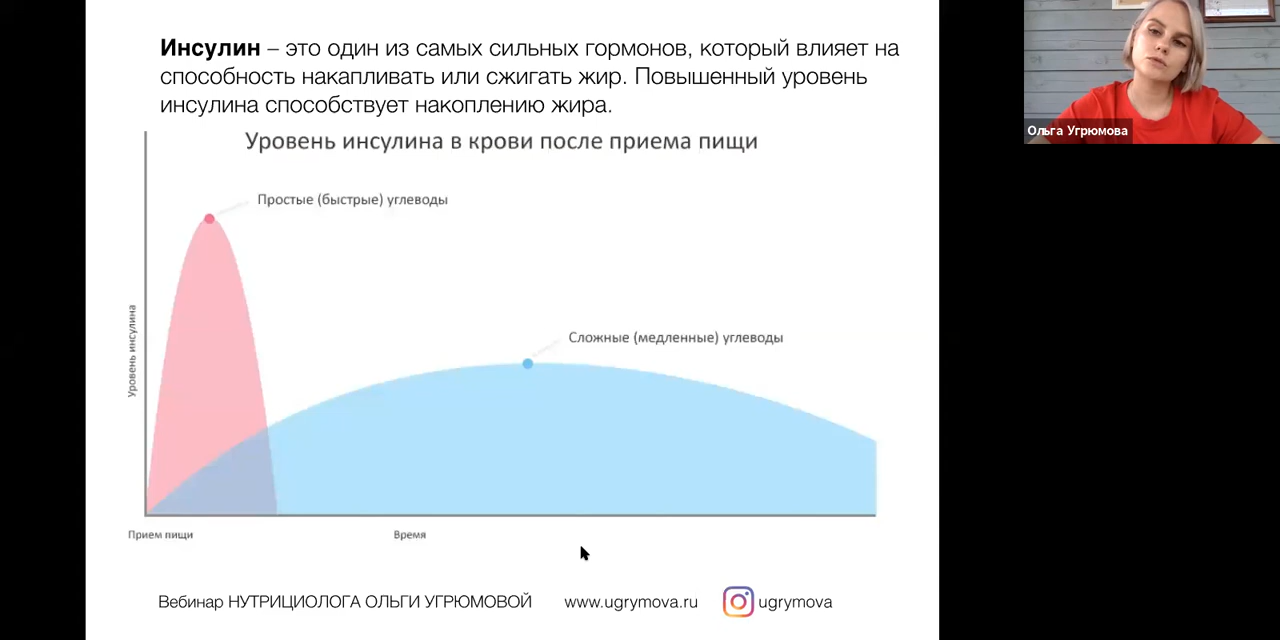 Инсулин – это один из самых сильных гормонов, который влияет на
способность накапливать или сжигать жир. Повышенный уровень
инсулина способствует накоплению жира.
Уровень инсулина в крови после приема пищи
Простые (быстрые) углеводы
Сложные (медленные) углеводы
Уровень инсулина
Прием пищи
Время
Вебинар НУТРИЦИОЛОГА ОЛЬГИ УГРЮМОВОЙ
www.ugrymova.ru
ugrymova
Ольга Угрюмова